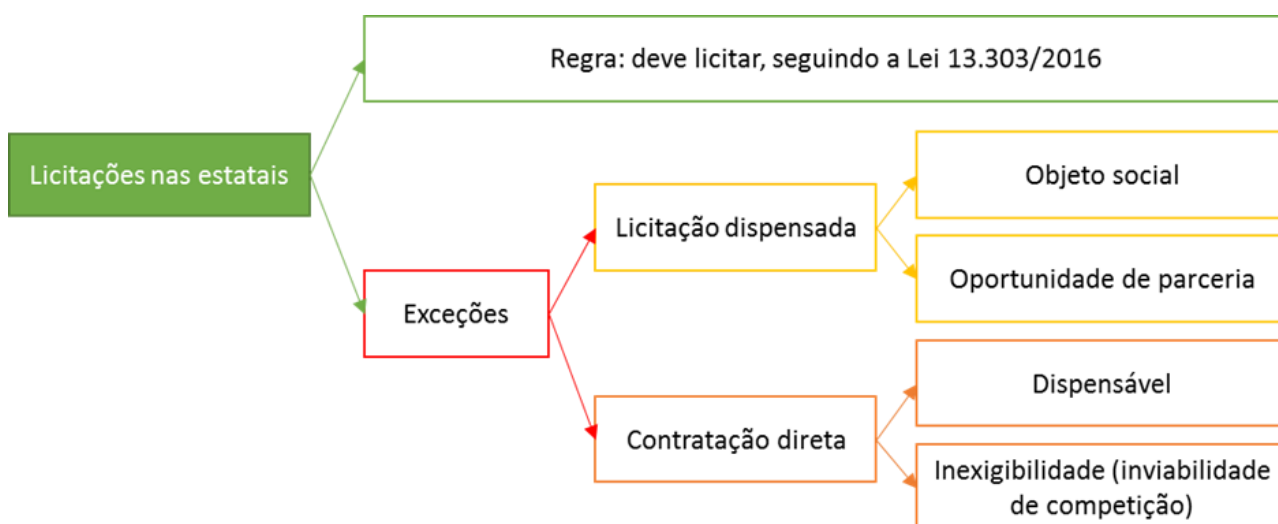 Regra: deve licitar, seguindo a Lei 13.303/2016
Licitações nas estatais
Objeto social
Licitação dispensada
Oportunidade de parceria
Exceções
Dispensável
Contratação direta
Inexigibilidade (inviabilidade
de competição)